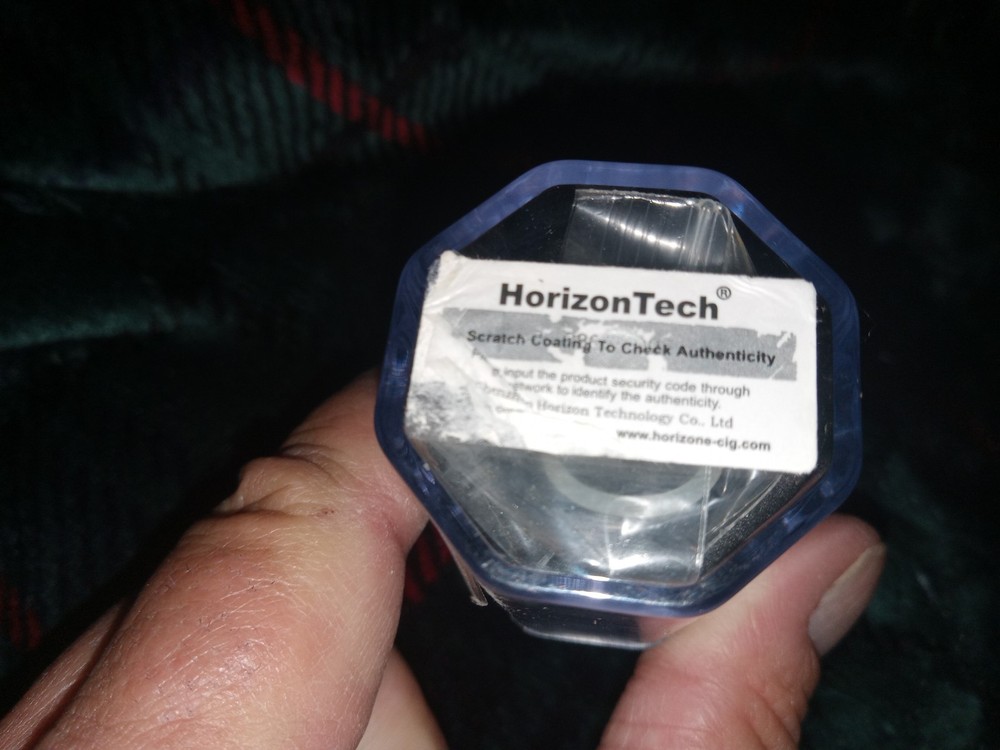 HorizonTech®
Scratch Coating To Check Authenticity
input the product security code through
to identify the authenticity.
Horizon Technology Co., Ltd
www.horizone-cig.com